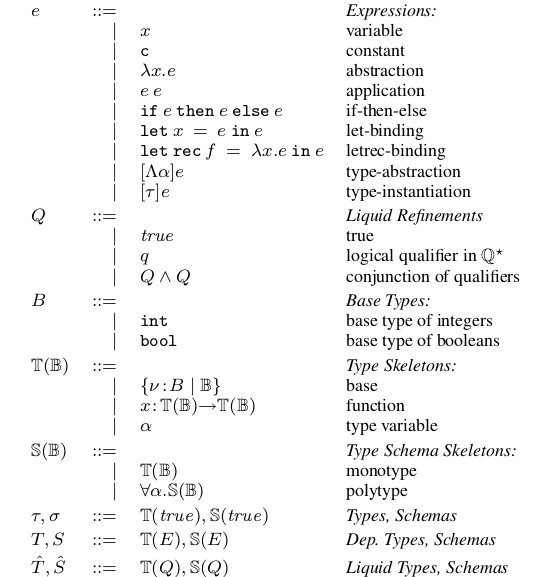 e ::= Expressions:
| x variable
| c constant
| λx.e abstraction
| e e application
| if e then e else e if-then-else
| let x = e in e let-binding
| let rec f = λx.e in e letrec-binding
| [Λα]e type-abstraction
| [τ]e type-instantiation
Q ::= Liquid Refinements
| true true
| q logical qualifier in ℚ⋆
| Q ∧ Q conjunction of qualifiers
B ::= Base Types:
| int base type of integers
| bool base type of booleans
𝕋(𝔹) ::= Type Skeletons:
| {ν : B | 𝔹} base
| x : 𝕋(𝔹)→𝕋(𝔹) function
| α type variable
𝕊(𝔹) ::= Type Schema Skeletons:
| 𝕋(𝔹) monotype
| ∀α.𝕊(𝔹) polytype
τ, σ ::= 𝕋(true), 𝕊(true) Types, Schemas
T, S ::= 𝕋(E), 𝕊(E) Dep. Types, Schemas
T̂, Ŝ ::= 𝕋(Q), 𝕊(Q) Liquid Types, Schemas